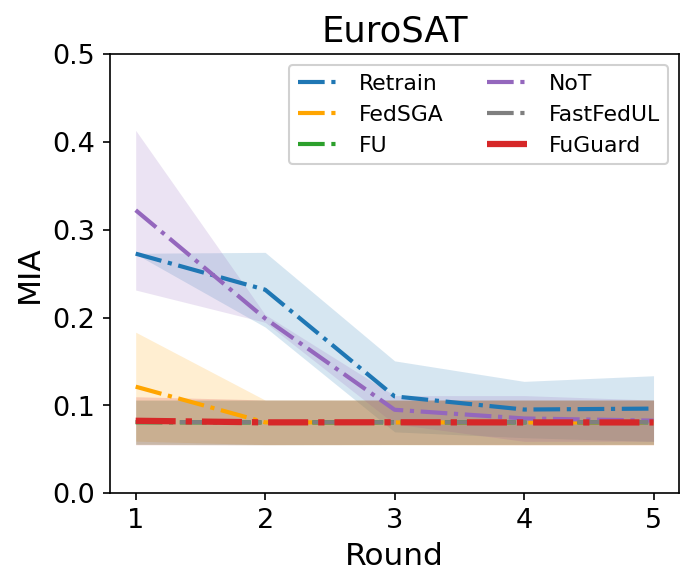 EuroSAT
Retrain
FedSGA
FU
NoT
FastFedUL
FuGuard
MIA
0.5
0.4
0.3
0.2
0.1
0.0
1 2 3 4 5
Round